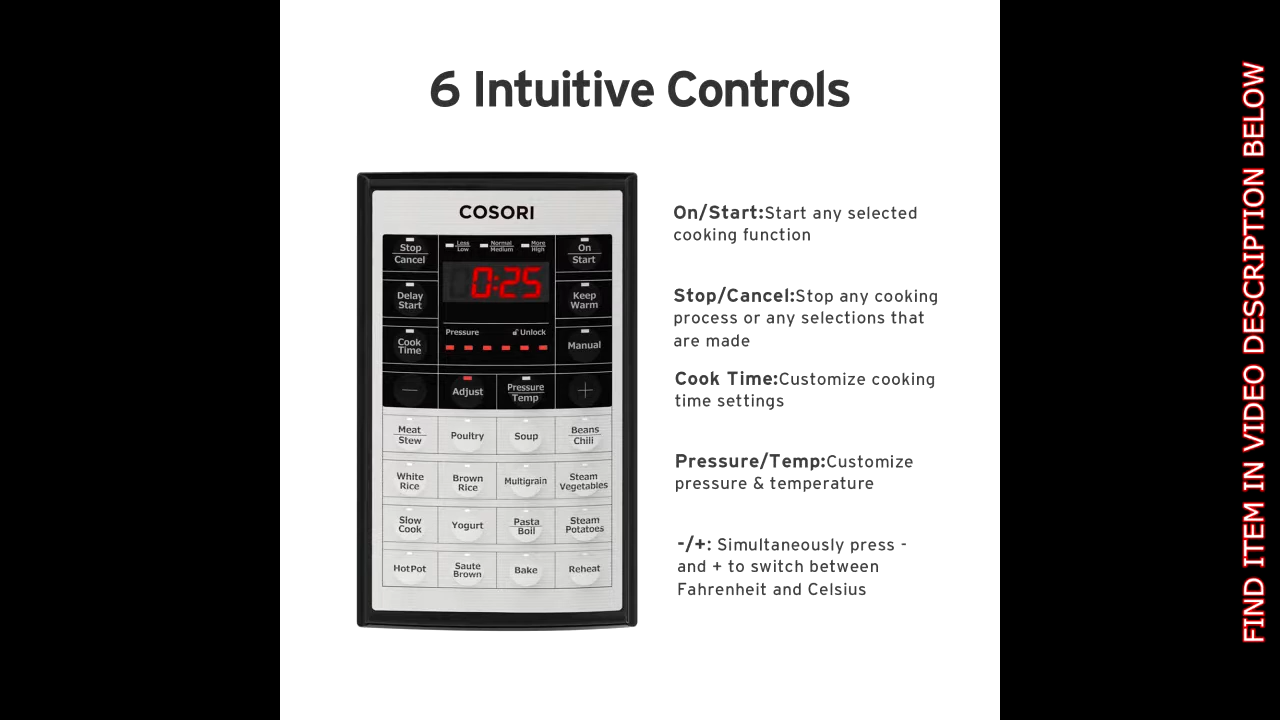 6 Intuitive Controls
COSORI
Stop
Cancel
Less
Low
Normal
Medium
More
High
On
Start
0:25
Delay
Start
Keep
Warm
Pressure
Unlock
Cook
Time
Manual
—
Adjust
Pressure
Temp
+
Meat
Stew
Poultry
Soup
Beans
Chili
White
Rice
Brown
Rice
Multigrain
Steam
Vegetables
Slow
Cook
Yogurt
Pasta
Boil
Steam
Potatoes
HotPot
Saute
Brown
Bake
Reheat
On/Start:Start any selected
cooking function
Stop/Cancel:Stop any cooking
process or any selections that
are made
Cook Time:Customize cooking
time settings
Pressure/Temp:Customize
pressure & temperature
-/+: Simultaneously press -
and + to switch between
Fahrenheit and Celsius
FIND ITEM IN VIDEO DESCRIPTION BELOW